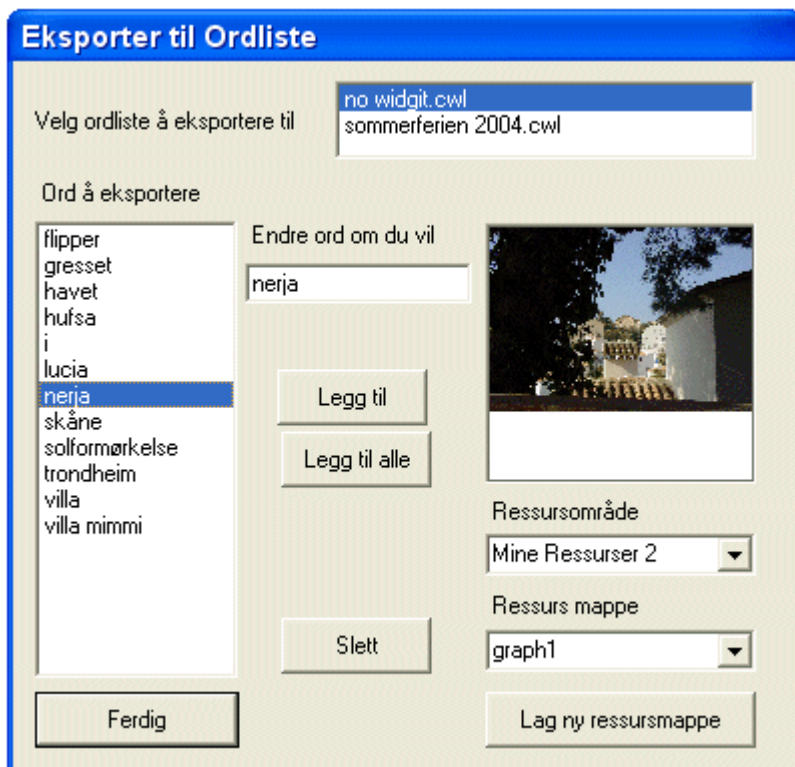 Eksporter til Ordliste
Velg ordliste å eksportere til
no widgit.cwl
sommerferien 2004.cwl
Ord å eksportere
flipper
gresset
havet
hufsa
i
lucia
nerja
skåne
solformørkelse
trondheim
villa
villa mimmi
Endre ord om du vil
nerja
Legg til
Legg til alle
Slett
Ressursområde
Mine Ressurser 2
Ressurs mappe
graph1
Ferdig
Lag ny ressursmappe